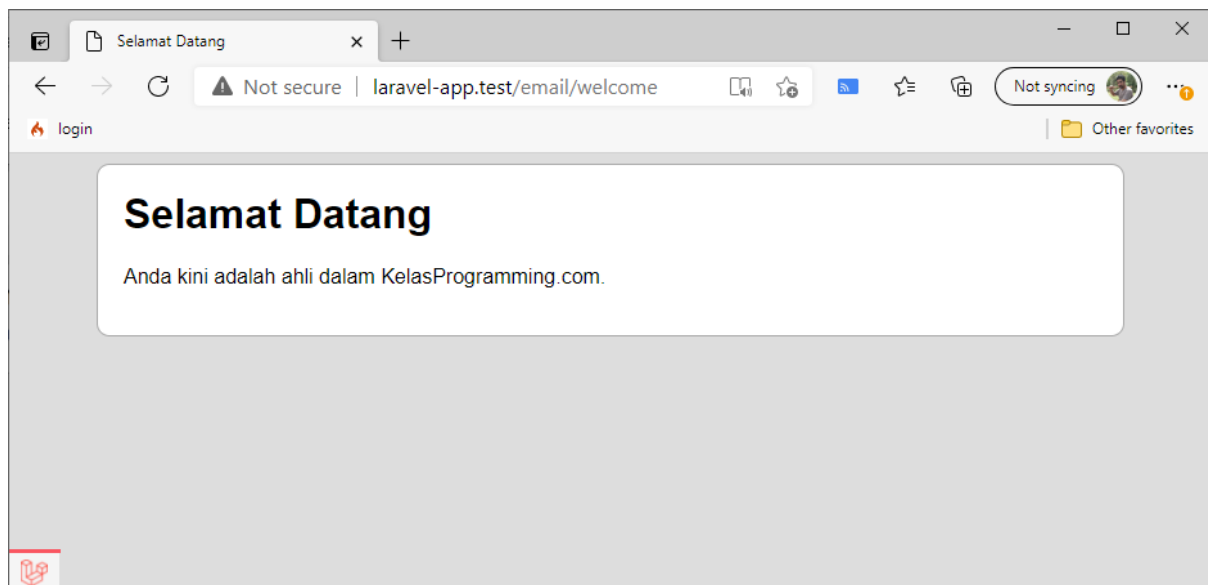 Selamat Datang
Not secure | laravel-app.test/email/welcome
Not syncing
login
Other favorites
Selamat Datang
Anda kini adalah ahli dalam KelasProgramming.com.